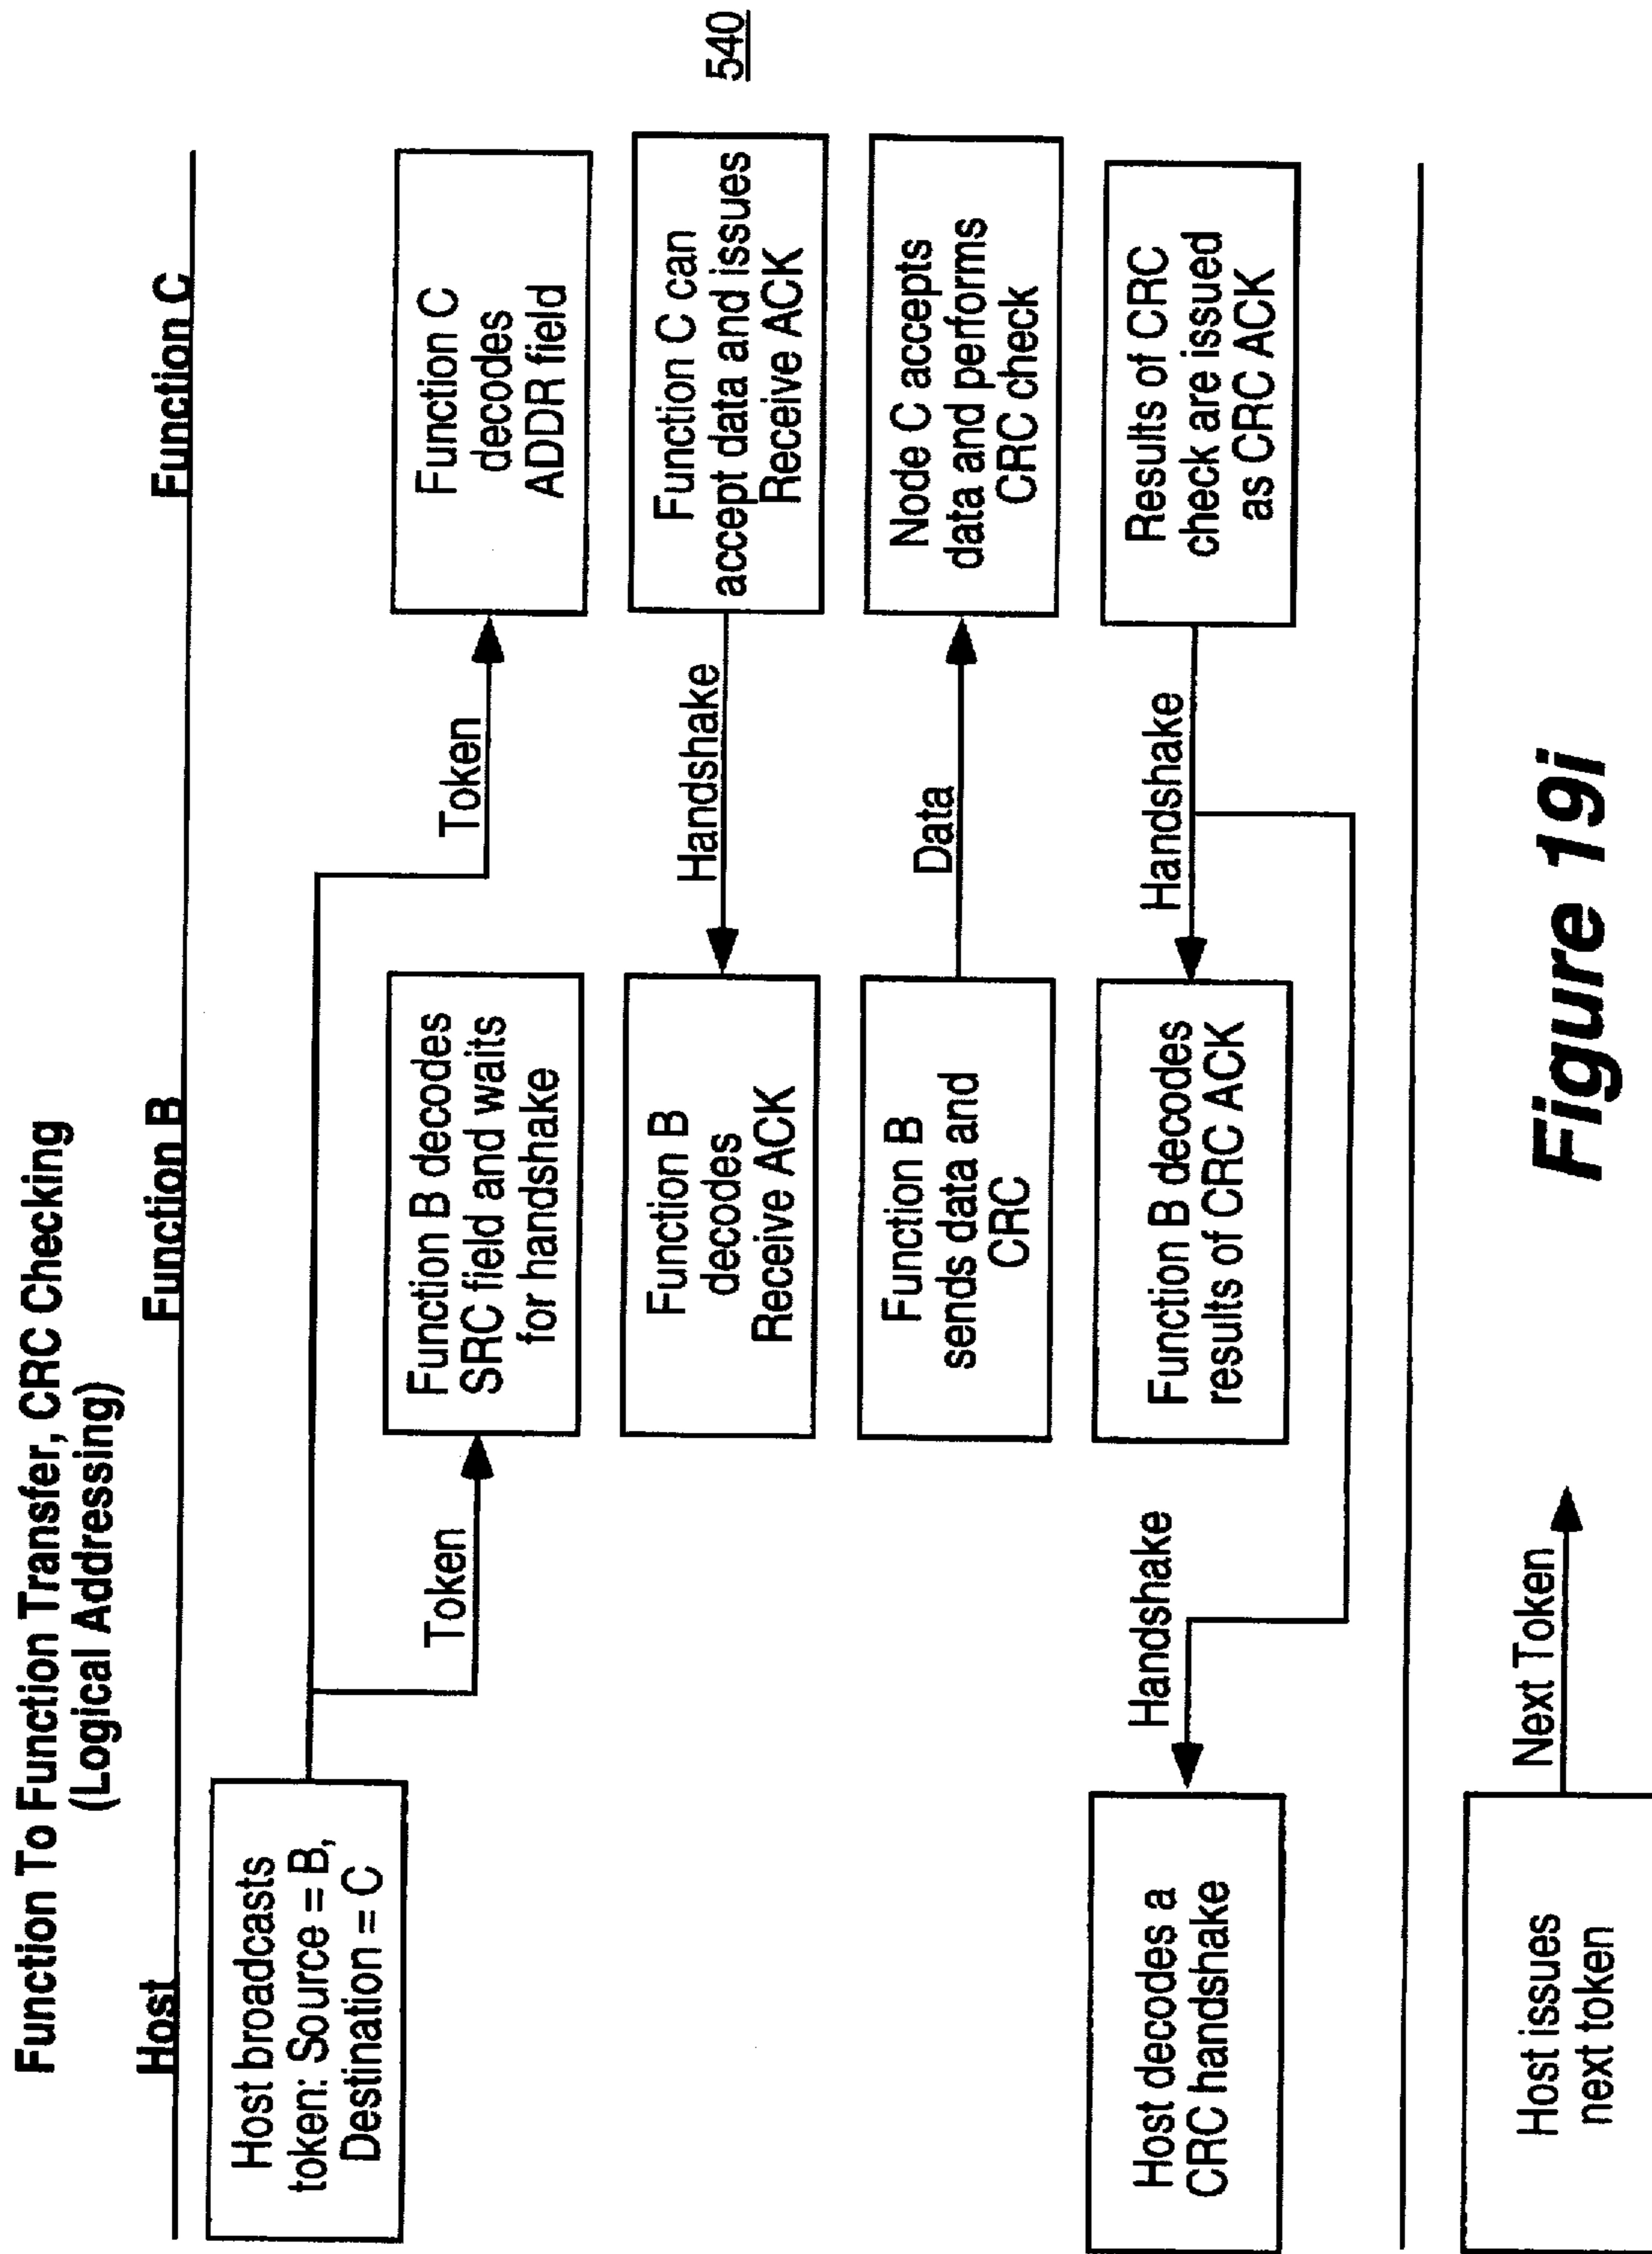 Function To Function Transfer, CRC Checking
(Logical Addressing)
Host
Function B
Function C
Host broadcasts
token: Source = B,
Destination = C
Token
Token
Function B decodes
SRC field and waits
for handshake
Function C
decodes
ADDR field
Function B
decodes
Receive ACK
Handshake
Function C can
accept data and issues
Receive ACK
540
Function B
sends data and
CRC
Data
Node C accepts
data and performs
CRC check
Host decodes a
CRC handshake
Handshake
Function B decodes
results of CRC ACK
Handshake
Results of CRC
check are issued
as CRC ACK
Host issues
next token
Next Token
Figure 19i